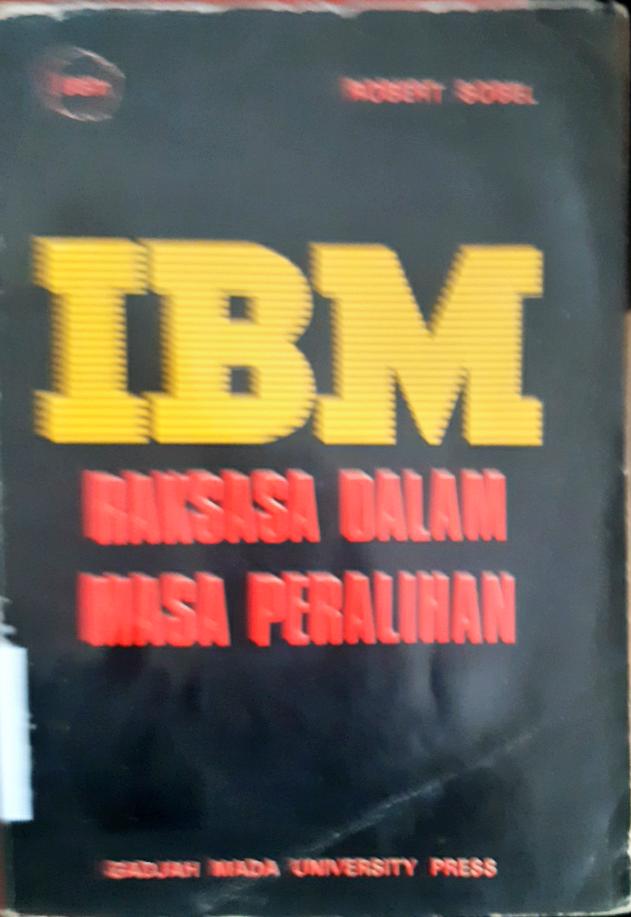 ROBERT SOBEL
IBM
RAKSASA DALAM
MASA PERALIHAN
GADJAH MADA UNIVERSITY PRESS